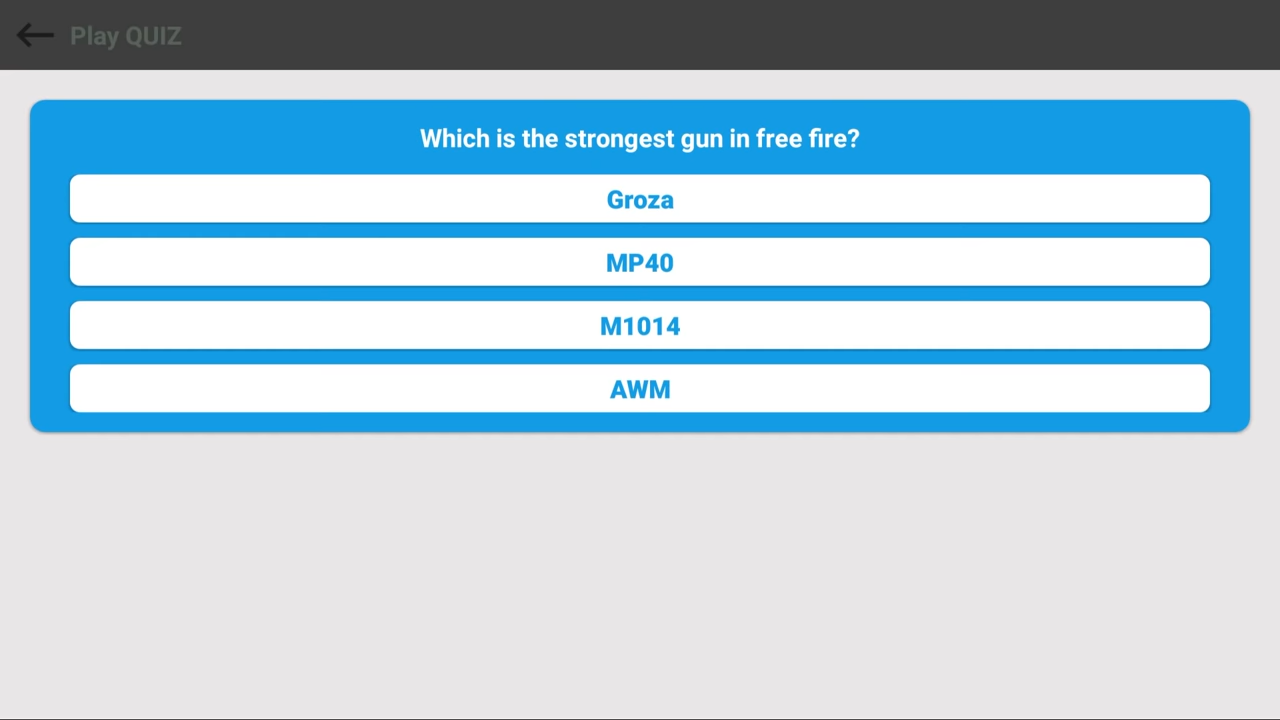 Play QUIZ
Which is the strongest gun in free fire?
Groza
MP40
M1014
AWM